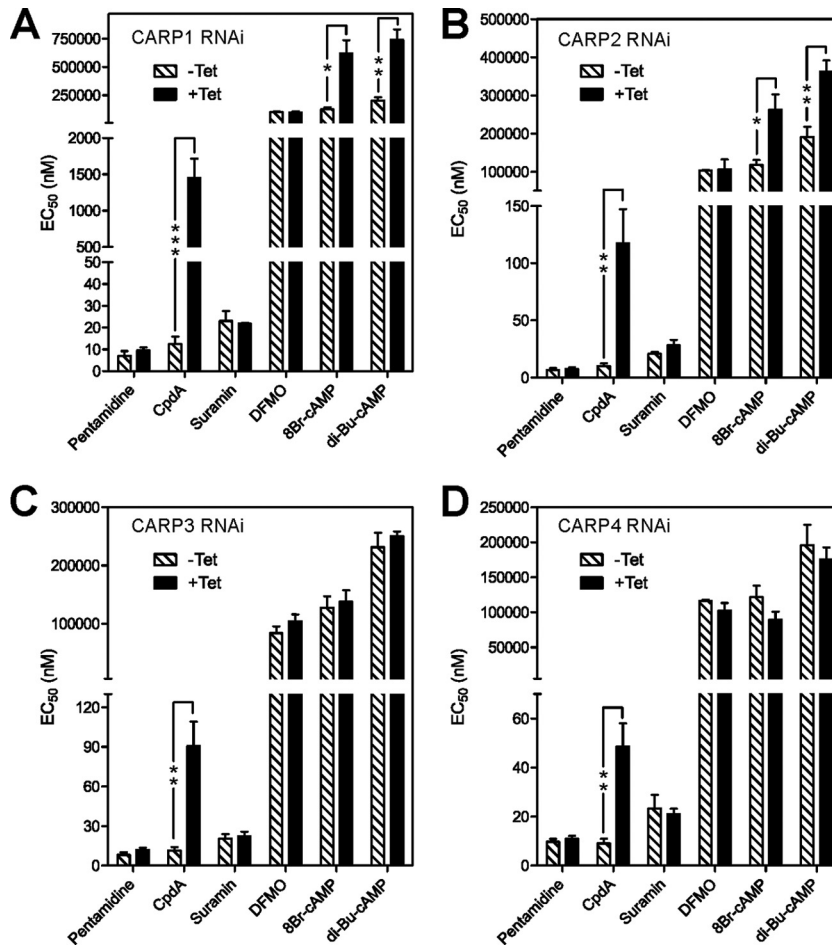 A
CARP1 RNAi
-Tet
+Tet
EC50 (nM)
750000
500000
250000
2000
1500
1000
500
50
40
30
20
10
0
*
**
***
Pentamidine
CpdA
Suramin
DFMO
8Br-cAMP
di-Bu-cAMP
B
CARP2 RNAi
-Tet
+Tet
EC50 (nM)
500000
400000
300000
200000
100000
150
100
50
0
*
**
**
Pentamidine
CpdA
Suramin
DFMO
8Br-cAMP
di-Bu-cAMP
C
CARP3 RNAi
-Tet
+Tet
EC50 (nM)
300000
200000
100000
120
90
60
30
0
**
Pentamidine
CpdA
Suramin
DFMO
8Br-cAMP
di-Bu-cAMP
D
CARP4 RNAi
-Tet
+Tet
EC50 (nM)
250000
200000
150000
100000
50000
60
40
20
0
**
Pentamidine
CpdA
Suramin
DFMO
8Br-cAMP
di-Bu-cAMP